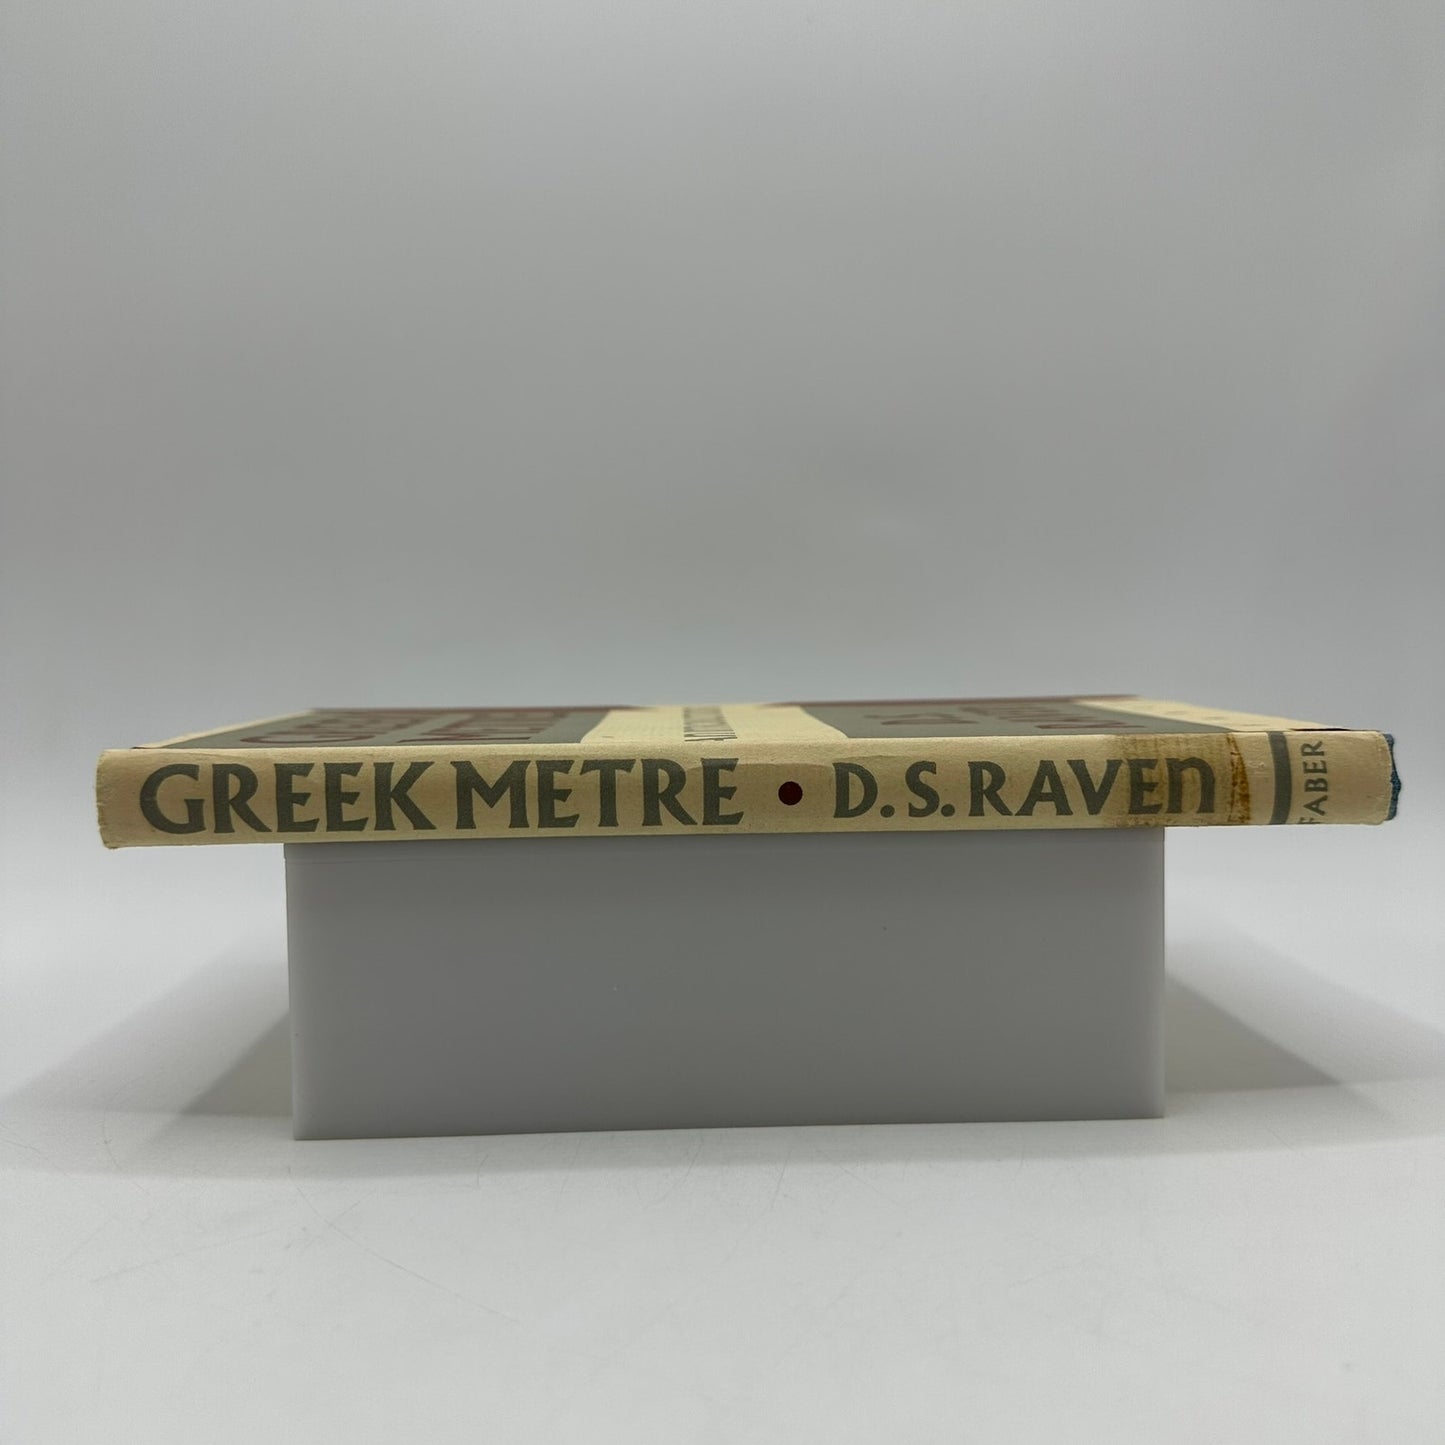 GREEK METRE • D.S. RAVEN
FABER